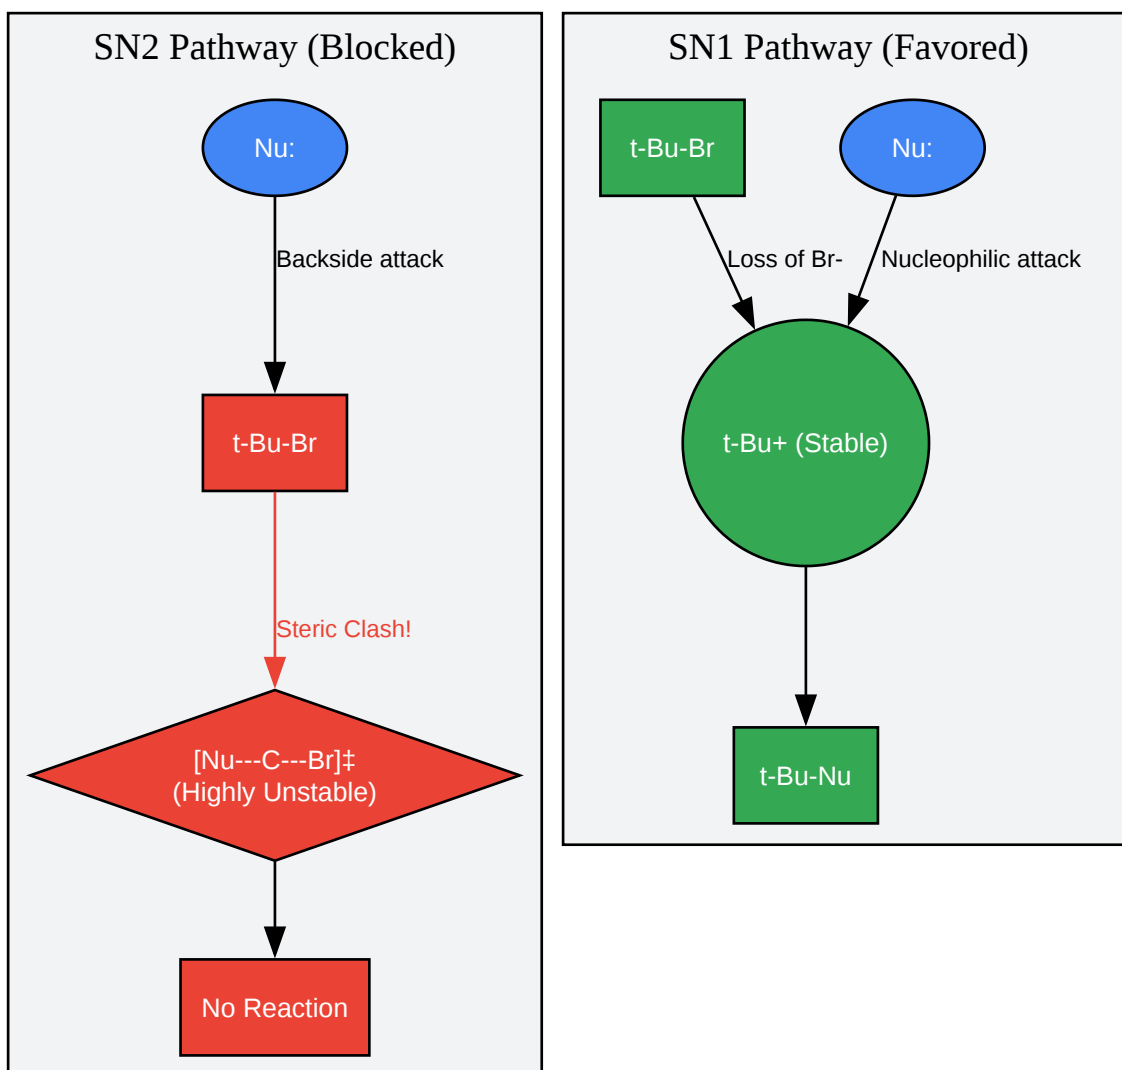 SN2 Pathway (Blocked)
Nu:
Backside attack
t-Bu-Br
Steric Clash!
[Nu---C---Br]‡
(Highly Unstable)
No Reaction
SN1 Pathway (Favored)
t-Bu-Br
Nu:
Loss of Br-
Nucleophilic attack
t-Bu+ (Stable)
t-Bu-Nu